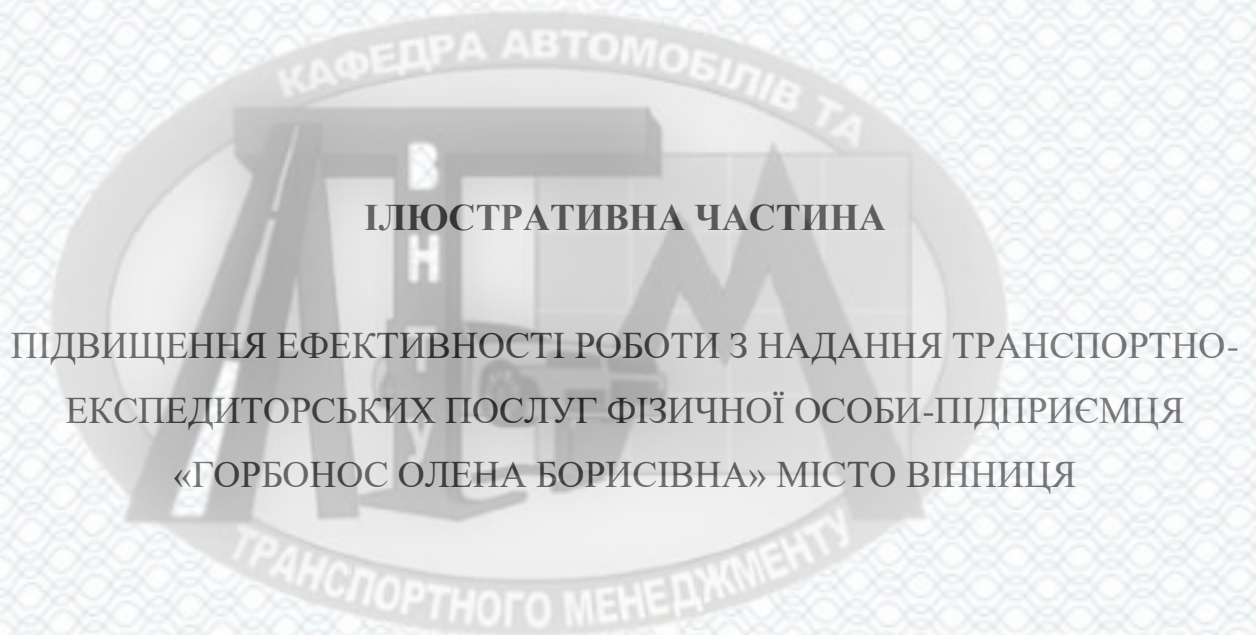 КАФЕДРА АВТОМОБІЛІВ ТА
ВНТУ
ІЛЮСТРАТИВНА ЧАСТИНА
ПІДВИЩЕННЯ ЕФЕКТИВНОСТІ РОБОТИ З НАДАННЯ ТРАНСПОРТНО-
ЕКСПЕДИТОРСЬКИХ ПОСЛУГ ФІЗИЧНОЇ ОСОБИ-ПІДПРИЄМЦЯ
«ГОРБОНОС ОЛЕНА БОРИСІВНА» МІСТО ВІННИЦЯ
ТРАНСПОРТНОГО МЕНЕДЖМЕНТУ